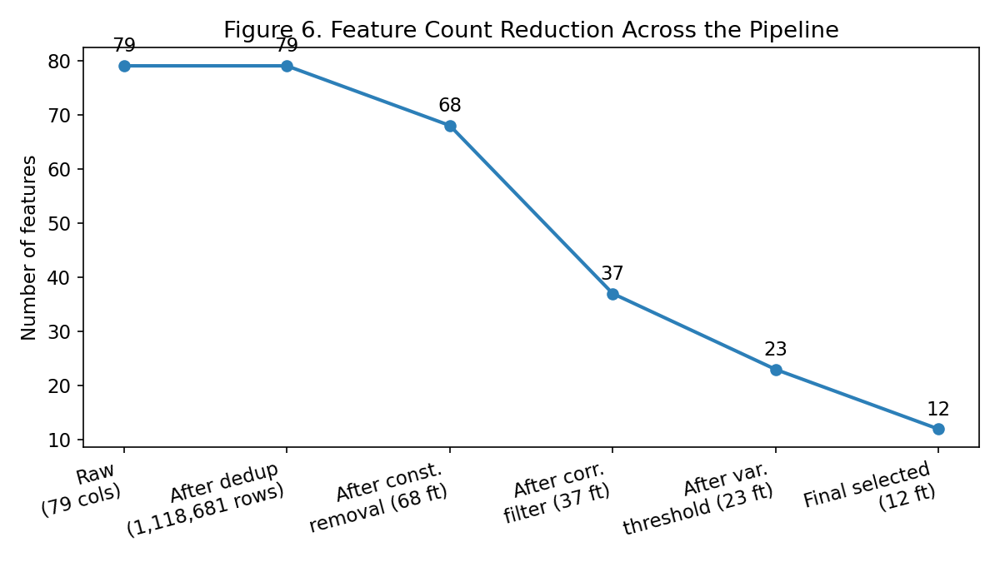 Figure 6. Feature Count Reduction Across the Pipeline
79
79
68
37
23
12
Number of features
80
70
60
50
40
30
20
10
Raw
(79 cols)
After dedup
(1,118,681 rows)
After const.
removal (68 ft)
After corr.
filter (37 ft)
After var.
threshold (23 ft)
Final selected
(12 ft)